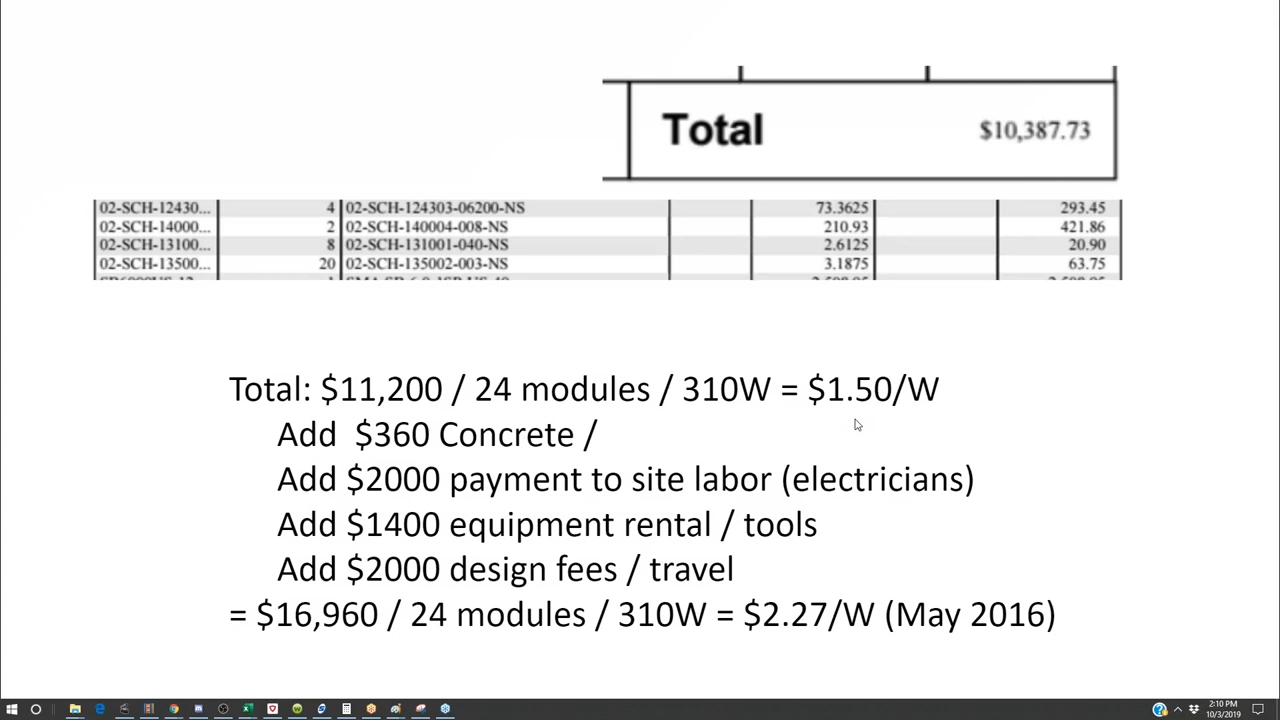 Total $10,387.73
02-SCH-12430... 4 02-SCH-124303-06200-NS 73.3625 293.45
02-SCH-14000... 2 02-SCH-140004-008-NS 210.93 421.86
02-SCH-13100... 8 02-SCH-131001-040-NS 2.6125 20.90
02-SCH-13500... 20 02-SCH-135002-003-NS 3.1875 63.75
Total: $11,200 / 24 modules / 310W = $1.50/W
Add $360 Concrete /
Add $2000 payment to site labor (electricians)
Add $1400 equipment rental / tools
Add $2000 design fees / travel
= $16,960 / 24 modules / 310W = $2.27/W (May 2016)
2:10 PM
10/3/2019